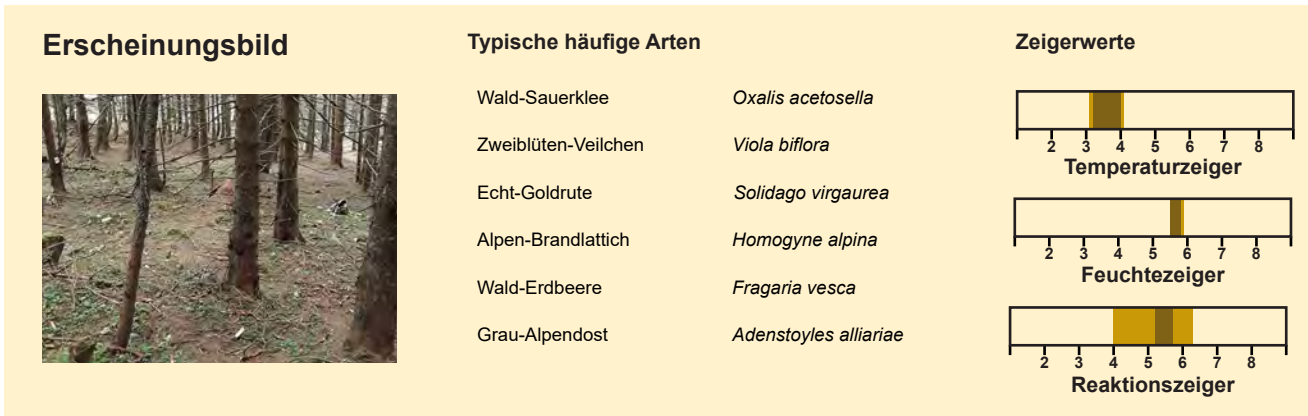 Erscheinungsbild
Typische häufige Arten
Wald-Sauerklee Oxalis acetosella
Zweiblüten-Veilchen Viola biflora
Echt-Goldrute Solidago virgaurea
Alpen-Brandlattich Homogyne alpina
Wald-Erdbeere Fragaria vesca
Grau-Alpendost Adenstoyles alliariae
Zeigerwerte
2 3 4 5 6 7 8
Temperaturzeiger
2 3 4 5 6 7 8
Feuchtezeiger
2 3 4 5 6 7 8
Reaktionszeiger